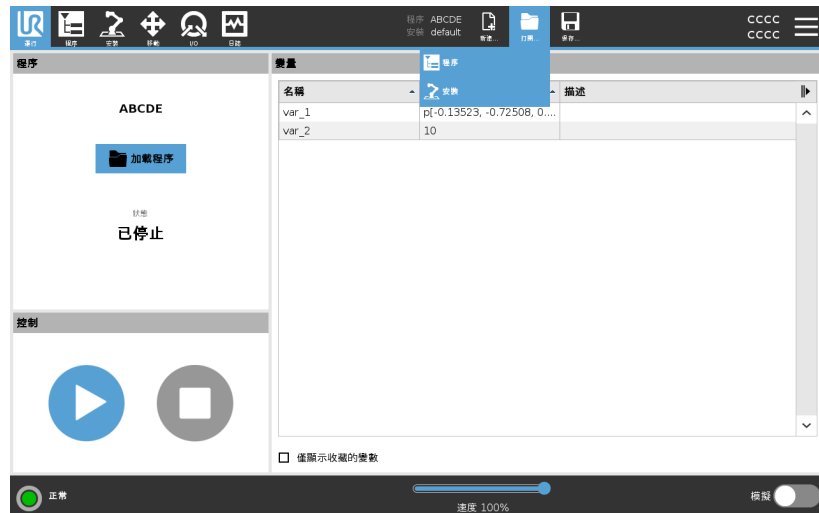 UR
運行
程序
安裝
移動
I/O
日誌
程序 ABCDE
安裝 default
新建...
打開...
保存...
CCCC
CCCC
程序
安裝
程序
ABCDE
加載程序
狀態
已停止
控制
變量
名稱
描述
var_1
p[-0.13523, -0.72508, 0....
var_2
10
僅顯示收藏的變數
正常
速度 100%
模擬